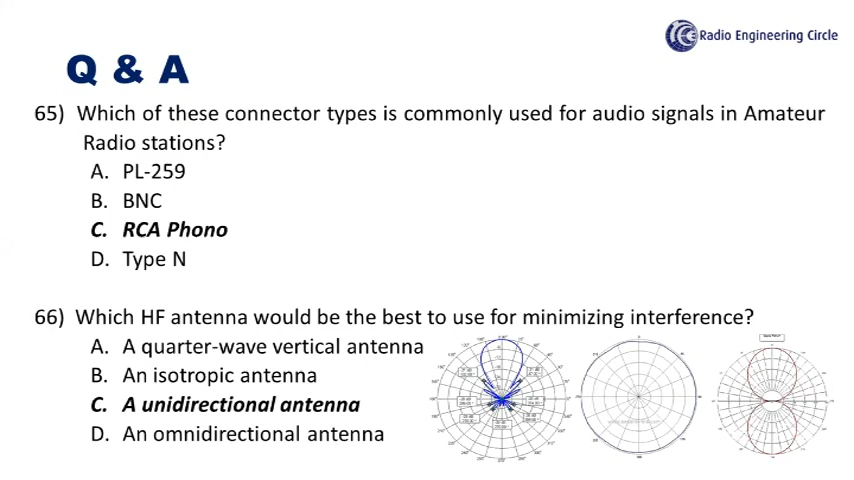 Radio Engineering Circle
Q & A
65) Which of these connector types is commonly used for audio signals in Amateur
Radio stations?
A. PL-259
B. BNC
C. RCA Phono
D. Type N
66) Which HF antenna would be the best to use for minimizing interference?
A. A quarter-wave vertical antenna
B. An isotropic antenna
C. A unidirectional antenna
D. An omnidirectional antenna